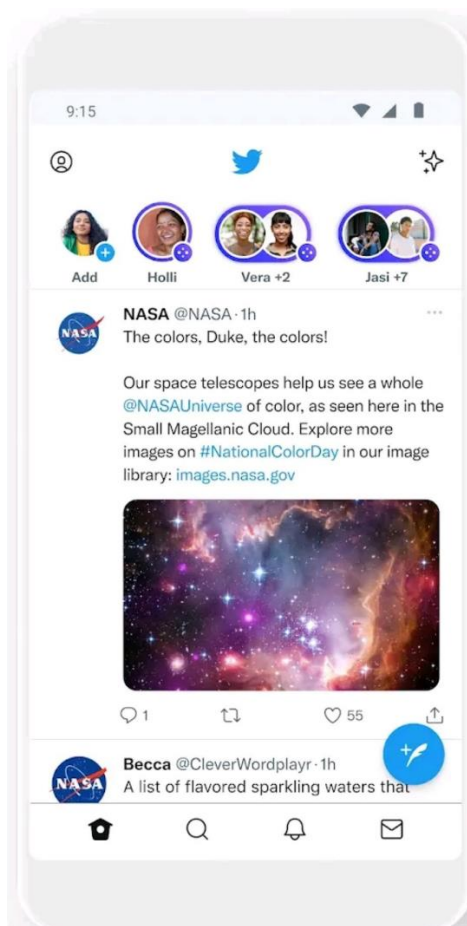 9:15
Add
Holli
Vera +2
Jasi +7
NASA
NASA @NASA · 1h
The colors, Duke, the colors!
Our space telescopes help us see a whole
@NASAUniverse of color, as seen here in the
Small Magellanic Cloud. Explore more
images on #NationalColorDay in our image
library: images.nasa.gov
1
55
NASA
Becca @CleverWordplayr · 1h
A list of flavored sparkling waters that